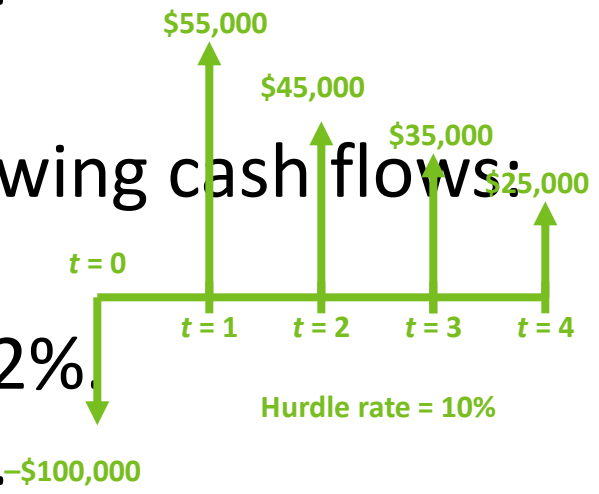 $55,000
$45,000
$35,000
wing cash flows:
$25,000
t = 0
t = 1 t = 2 t = 3 t = 4
2%.
Hurdle rate = 10%
–$100,000